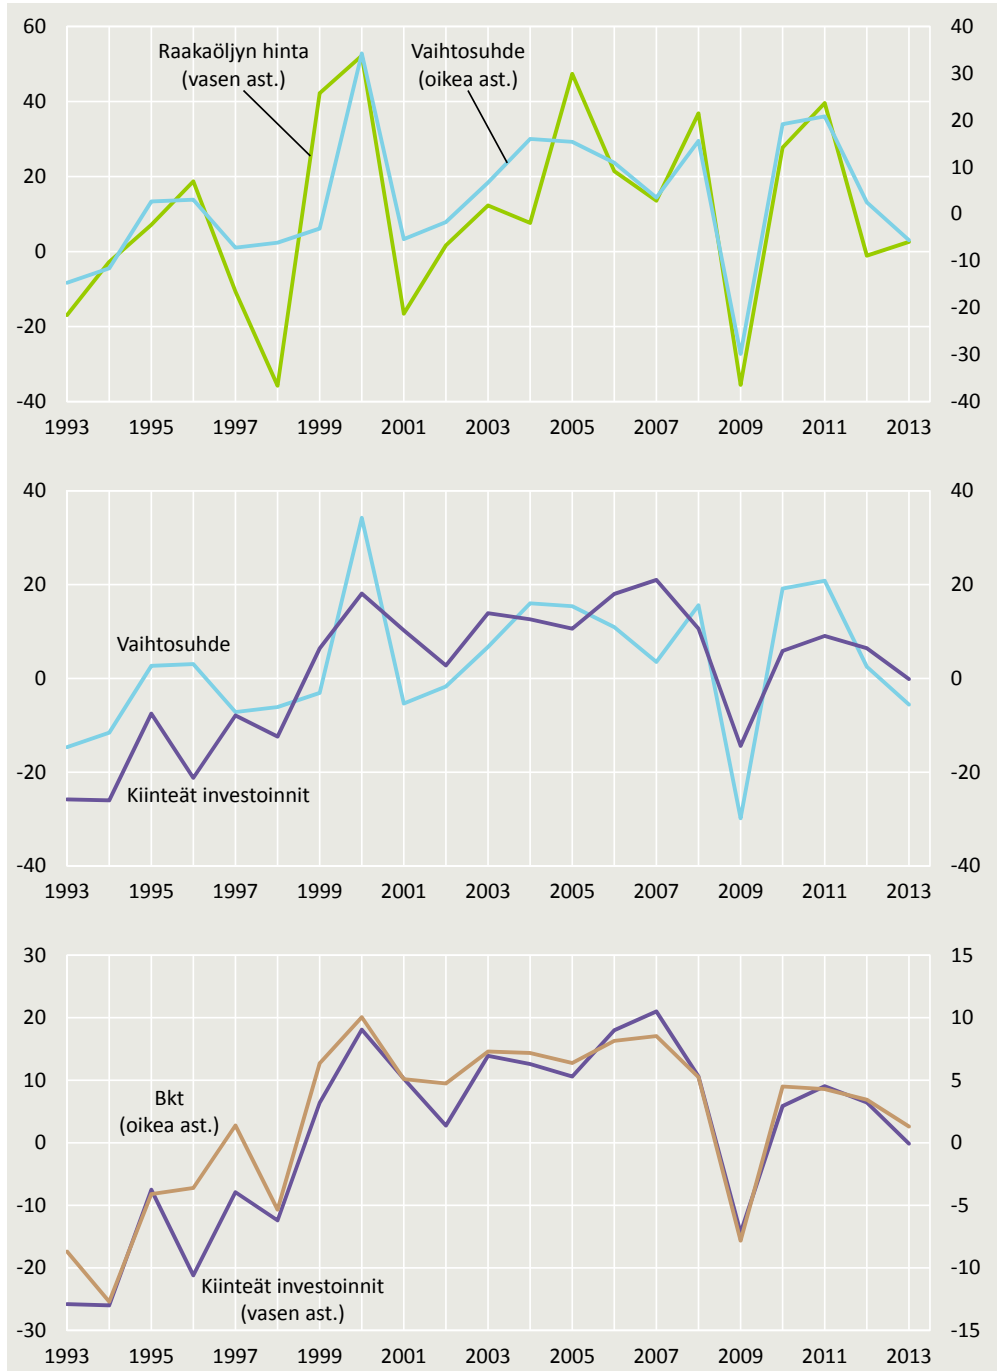 60 40
Raakaöljyn hinta Vaihtosuhde
(vasen ast.) (oikea ast.)
30
40
20
20 10
0
0
-10
-20 -20
-30
-40 -40
1993 1995 1997 1999 2001 2003 2005 2007 2009 2011 2013
40 40
20 20
Vaihtosuhde
0 0
-20 -20
Kiinteät investoinnit
-40 -40
1993 1995 1997 1999 2001 2003 2005 2007 2009 2011 2013
30 15
20 10
10 5
Bkt
(oikea ast.)
0 0
-10 -5
-20 -10
Kiinteät investoinnit
(vasen ast.)
-30 -15
1993 1995 1997 1999 2001 2003 2005 2007 2009 2011 2013